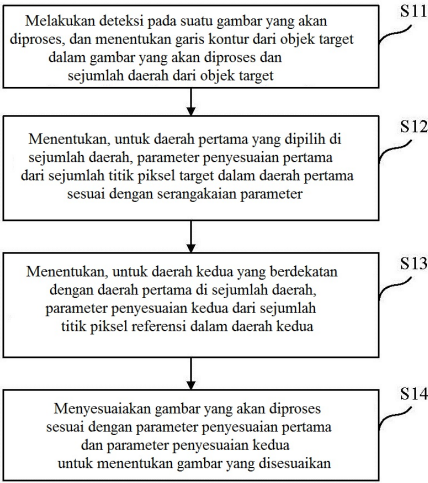 S11
Melakukan deteksi pada suatu gambar yang akan
diproses, dan menentukan garis kontur dari objek target
dalam gambar yang akan diproses dan
sejumlah daerah dari objek target
S12
Menentukan, untuk daerah pertama yang dipilih di
sejumlah daerah, parameter penyesuaian pertama
dari sejumlah titik piksel target dalam daerah pertama
sesuai dengan serangakaian parameter
S13
Menentukan, untuk daerah kedua yang berdekatan
dengan daerah pertama di sejumlah daerah,
parameter penyesuaian kedua dari sejumlah
titik piksel referensi dalam daerah kedua
S14
Menyesuaiakan gambar yang akan diproses
sesuai dengan parameter penyesuaian pertama
dan parameter penyesuaian kedua
untuk menentukan gambar yang disesuaikan